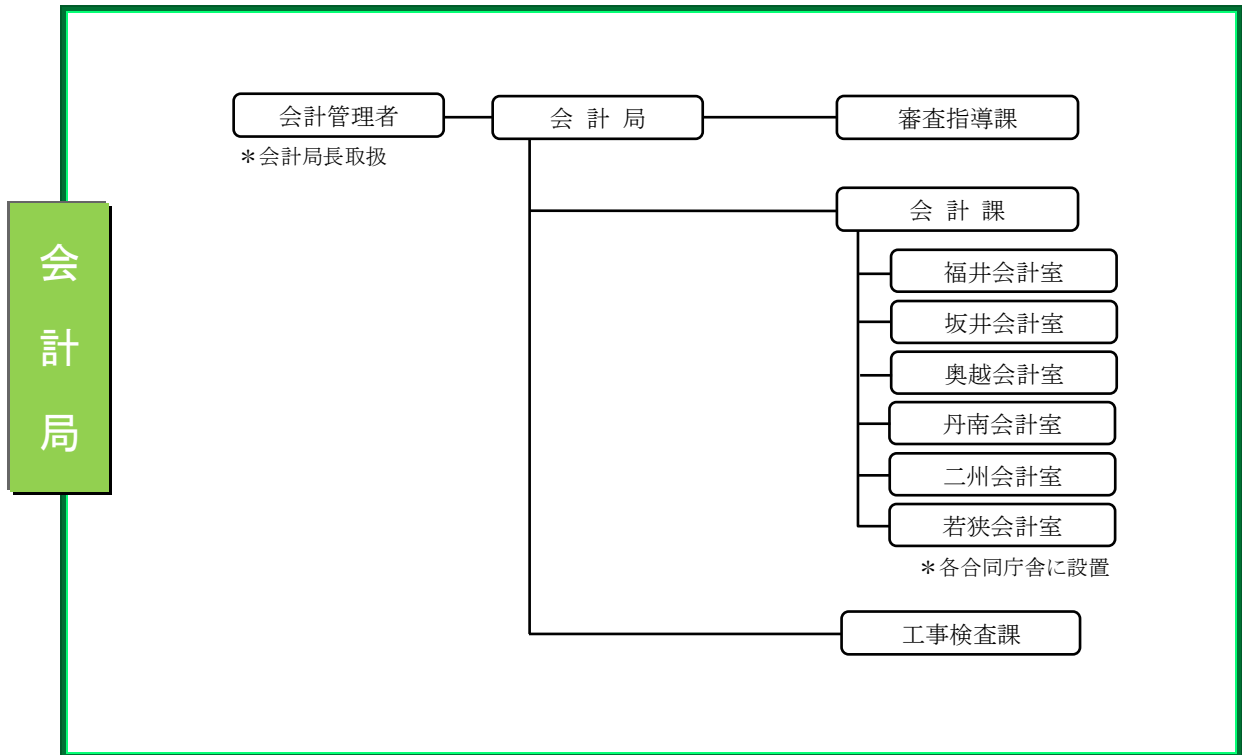 会計局
会計管理者
会 計 局
審査指導課
＊会計局長取扱
会 計 課
福井会計室
坂井会計室
奥越会計室
丹南会計室
二州会計室
若狭会計室
＊各合同庁舎に設置
工事検査課